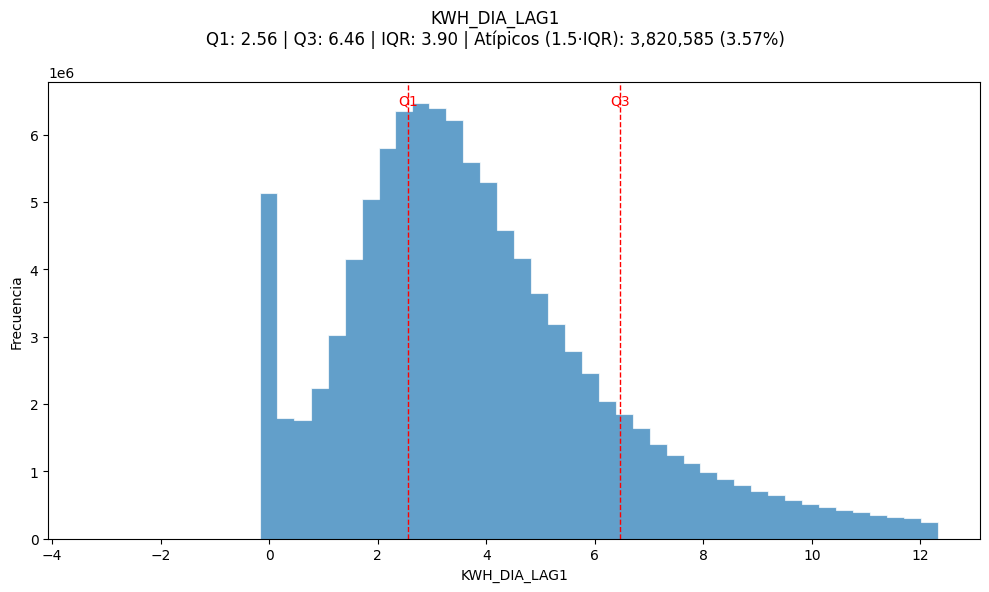 KWH_DIA_LAG1
Q1: 2.56 | Q3: 6.46 | IQR: 3.90 | Atípicos (1.5·IQR): 3,820,585 (3.57%)
1e6
Q1
Q3
6
5
4
3
2
1
0
Frecuencia
−4
−2
0
2
4
6
8
10
12
KWH_DIA_LAG1